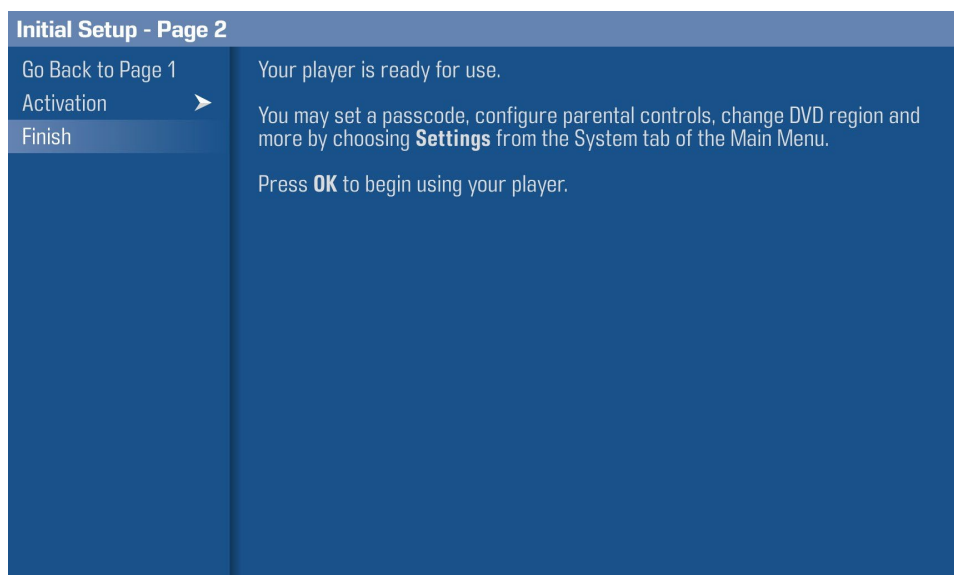 Initial Setup - Page 2
Go Back to Page 1
Activation
Finish
Your player is ready for use.
You may set a passcode, configure parental controls, change DVD region and
more by choosing Settings from the System tab of the Main Menu.
Press OK to begin using your player.